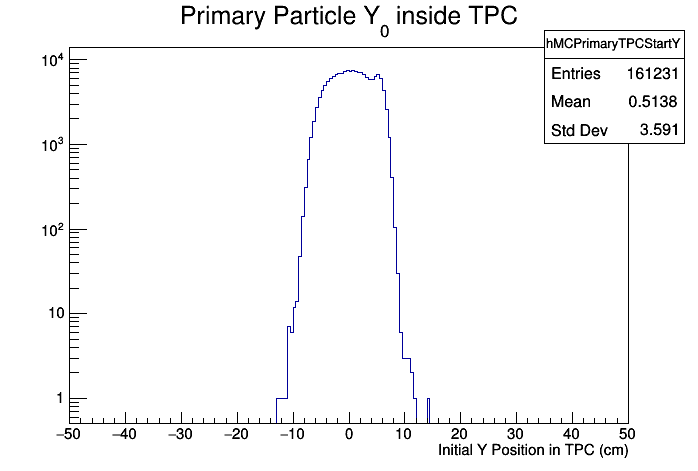 Primary Particle Y0 inside TPC
hMCPrimaryTPCStartY
Entries 161231
Mean 0.5138
Std Dev 3.591
10^4
10^3
10^2
10
1
−50 −40 −30 −20 −10 0 10 20 30 40 50
Initial Y Position in TPC (cm)